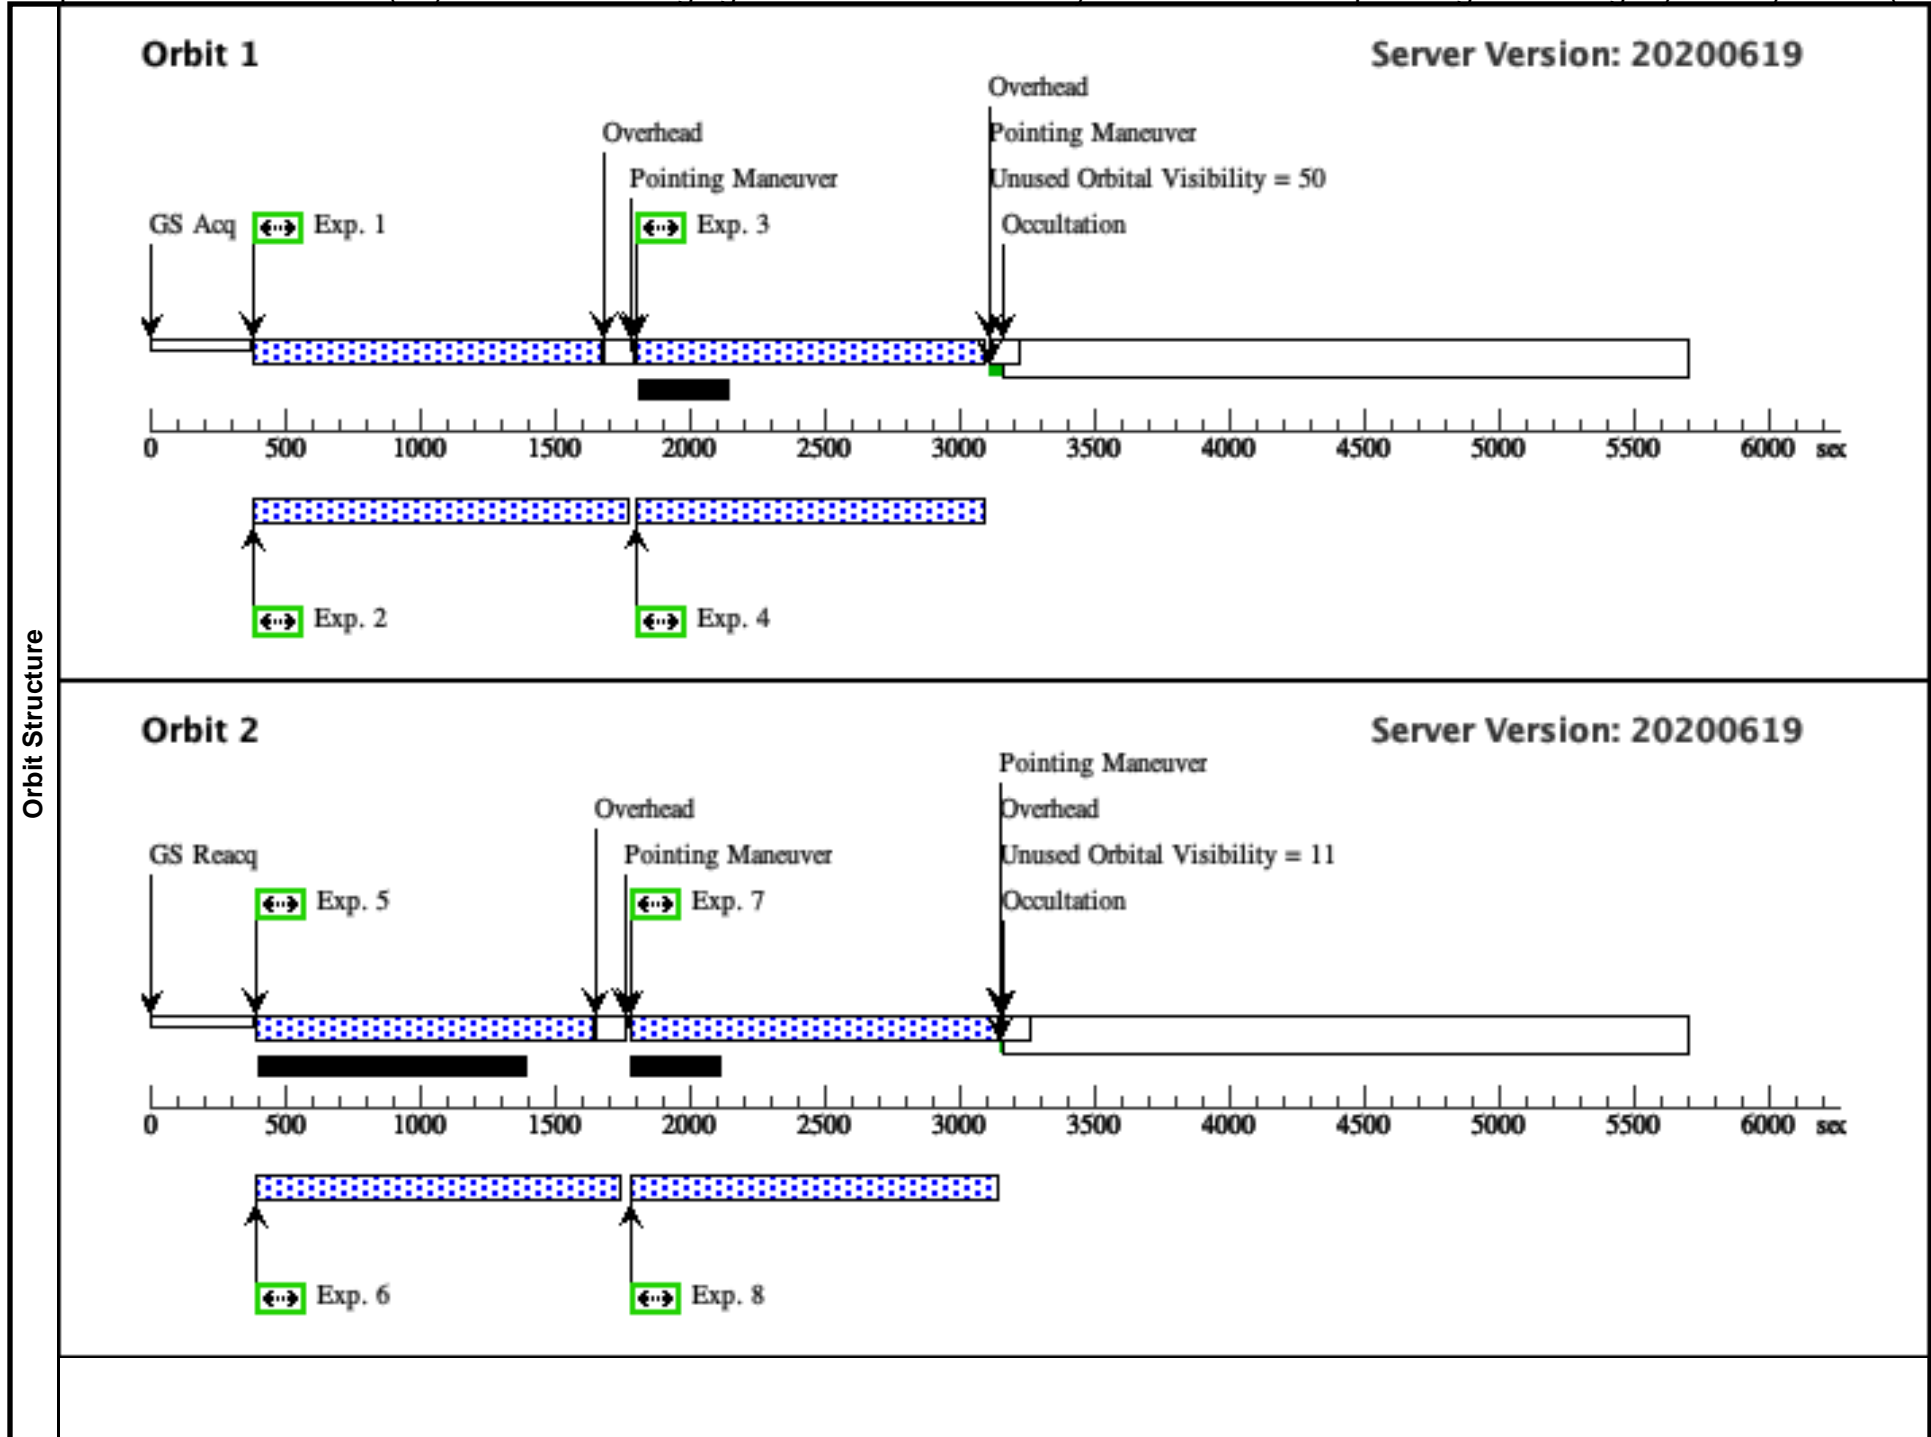 Orbit Structure
Orbit 1
Server Version: 20200619
Overhead
Overhead
Pointing Maneuver
Pointing Maneuver
Unused Orbital Visibility = 50
GS Acq
Exp. 1
Exp. 3
Occultation
0 500 1000 1500 2000 2500 3000 3500 4000 4500 5000 5500 6000 sec
Exp. 2
Exp. 4
Orbit 2
Server Version: 20200619
Pointing Maneuver
Overhead
Overhead
GS Reacq
Pointing Maneuver
Unused Orbital Visibility = 11
Exp. 5
Exp. 7
Occultation
0 500 1000 1500 2000 2500 3000 3500 4000 4500 5000 5500 6000 sec
Exp. 6
Exp. 8